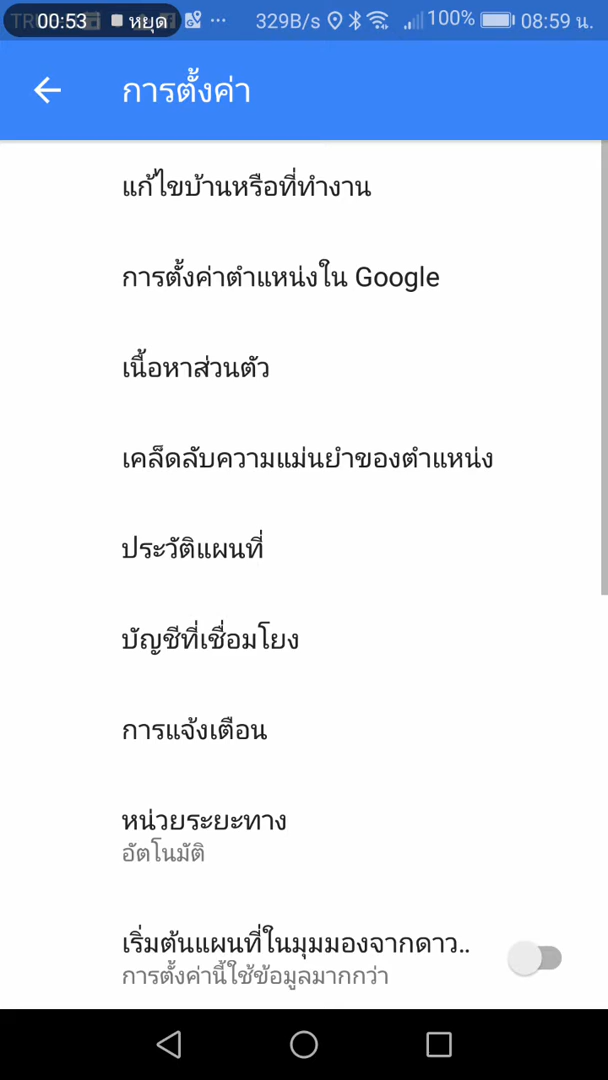 00:53 หยุด 329B/s 100% 08:59 น.
การตั้งค่า
แก้ไขบ้านหรือที่ทำงาน
การตั้งค่าตำแหน่งใน Google
เนื้อหาส่วนตัว
เคล็ดลับความแม่นยำของตำแหน่ง
ประวัติแผนที่
บัญชีที่เชื่อมโยง
การแจ้งเตือน
หน่วยระยะทาง
อัตโนมัติ
เริ่มต้นแผนที่ในมุมมองจากดาว..
การตั้งค่านี้ใช้ข้อมูลมากกว่า